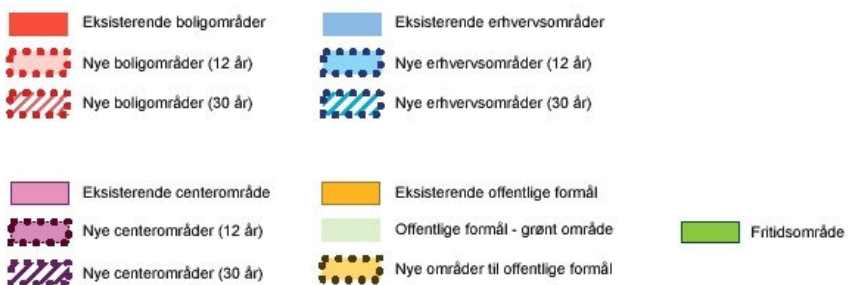 Eksisterende boligområder
Nye boligområder (12 år)
Nye boligområder (30 år)
Eksisterende erhvervsområder
Nye erhvervsområder (12 år)
Nye erhvervsområder (30 år)
Eksisterende centerområde
Nye centerområder (12 år)
Nye centerområder (30 år)
Eksisterende offentlige formål
Offentlige formål - grønt område
Nye områder til offentlige formål
Fritidsområde